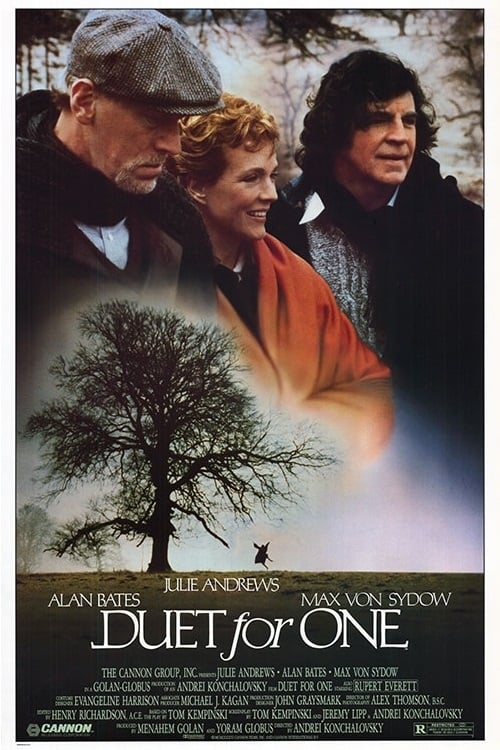 JULIE ANDREWS
ALAN BATES MAX VON SYDOW
DUET for ONE
THE CANNON GROUP, INC. PRESENTS JULIE ANDREWS · ALAN BATES · MAX VON SYDOW
IN A GOLAN-GLOBUS PRODUCTION OF AN ANDREI KONCHALOVSKY FILM DUET FOR ONE ALSO STARRING RUPERT EVERETT
COSTUME DESIGNER EVANGELINE HARRISON ASSOCIATE PRODUCER MICHAEL J. KAGAN PRODUCTION DESIGNER JOHN GRAYSMARK DIRECTOR OF PHOTOGRAPHY ALEX THOMSON, B.S.C.
EDITED BY HENRY RICHARDSON, A.C.E. BASED ON THE PLAY BY TOM KEMPINSKI SCREENPLAY BY TOM KEMPINSKI and JEREMY LIPP and ANDREI KONCHALOVSKY
CANNON PRODUCED BY MENAHEM GOLAN and YORAM GLOBUS DIRECTED BY ANDREI KONCHALOVSKY
R RESTRICTED